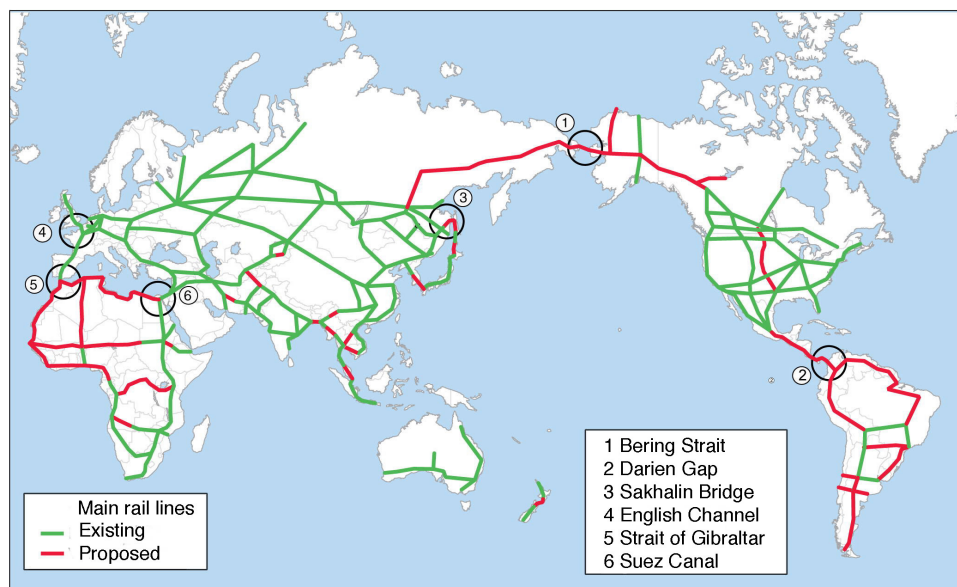 1
3
4
5
6
2
1 Bering Strait
2 Darien Gap
3 Sakhalin Bridge
4 English Channel
5 Strait of Gibraltar
6 Suez Canal
Main rail lines
Existing
Proposed